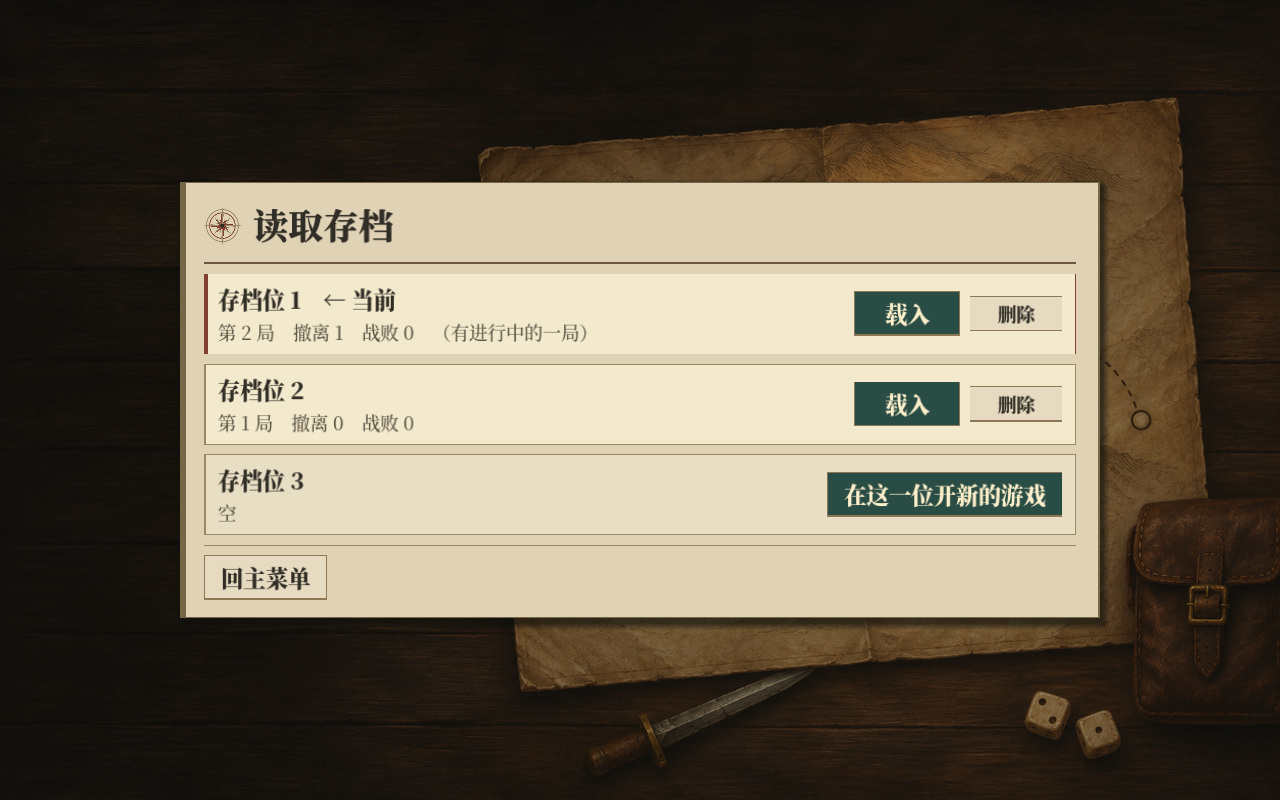 读取存档
存档位 1 ← 当前
第 2 局 撤离 1 战败 0 （有进行中的一局）
载入
删除
存档位 2
第 1 局 撤离 0 战败 0
载入
删除
存档位 3
空
在这一位开新的游戏
回主菜单